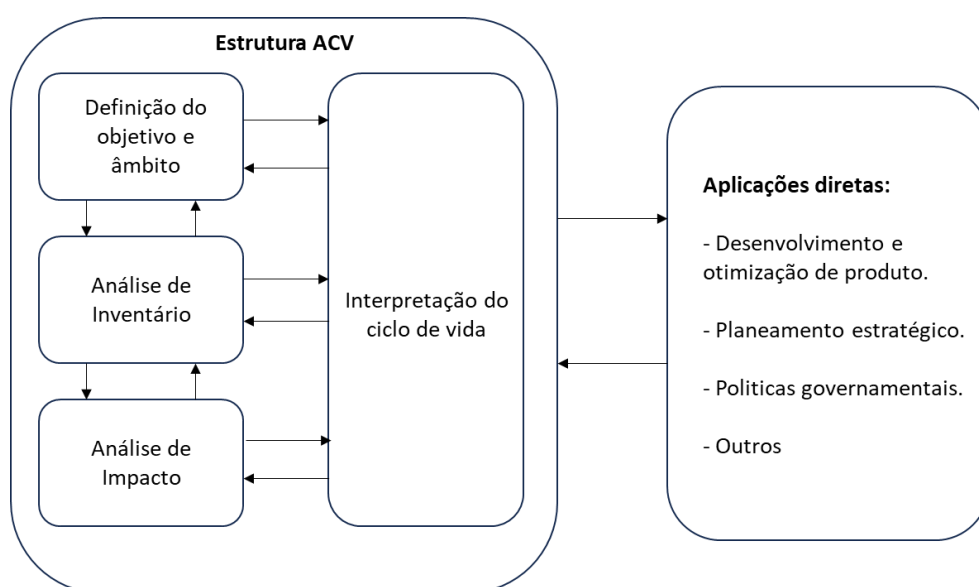 Estrutura ACV
Definição do
objetivo e
âmbito
Análise de
Inventário
Análise de
Impacto
Interpretação do
ciclo de vida
Aplicações diretas:
- Desenvolvimento e
otimização de produto.
- Planeamento estratégico.
- Politicas governamentais.
- Outros